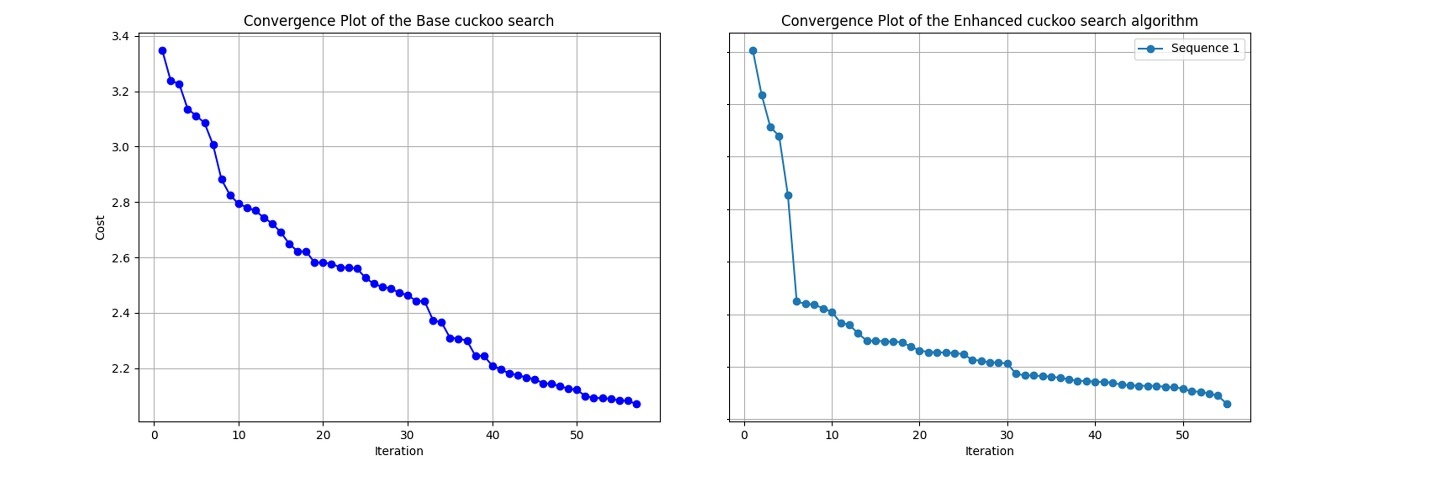 Convergence Plot of the Base cuckoo search
3.4
3.2
3.0
2.8
2.6
2.4
2.2
Cost
0 10 20 30 40 50
Iteration
Convergence Plot of the Enhanced cuckoo search algorithm
Sequence 1
0 10 20 30 40 50
Iteration